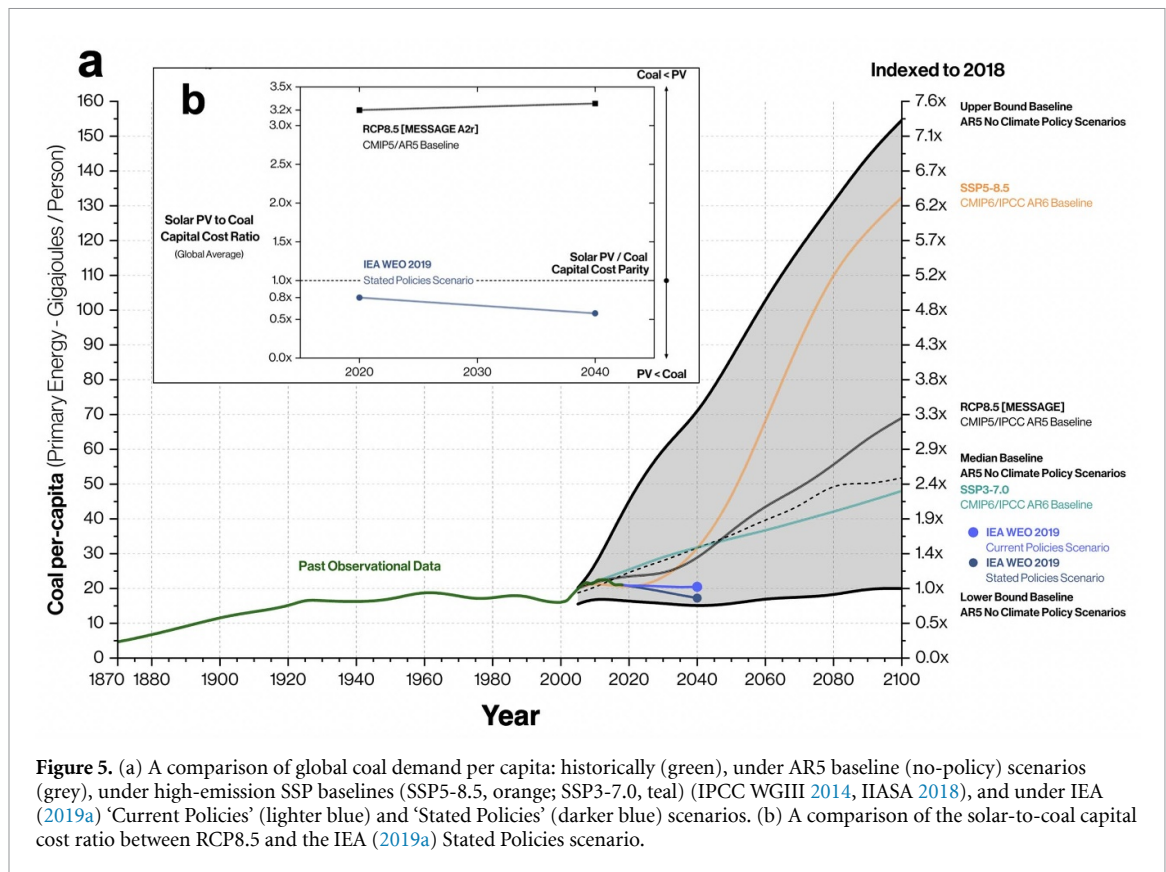 a
Indexed to 2018
b
Coal < PV
3.5x
3.2x
3.0x
2.5x
2.0x
1.5x
1.0x
0.8x
0.5x
0.0x
RCP8.5 [MESSAGE A2r]
CMIP5/AR5 Baseline
Solar PV to Coal
Capital Cost Ratio
(Global Average)
IEA WEO 2019
Stated Policies Scenario
Solar PV / Coal
Capital Cost Parity
2020
2030
2040
PV < Coal
Coal per-capita (Primary Energy - Gigajoules / Person)
160
150
140
130
120
110
100
90
80
70
60
50
40
30
20
10
0
7.6x
7.1x
6.7x
6.2x
5.7x
5.2x
4.8x
4.3x
3.8x
3.3x
2.9x
2.4x
1.9x
1.4x
1.0x
0.5x
0.0x
Upper Bound Baseline
AR5 No Climate Policy Scenarios
SSP5-8.5
CMIP6/IPCC AR6 Baseline
RCP8.5 [MESSAGE]
CMIP5/IPCC AR5 Baseline
Median Baseline
AR5 No Climate Policy Scenarios
SSP3-7.0
CMIP6/IPCC AR6 Baseline
IEA WEO 2019
Current Policies Scenario
IEA WEO 2019
Stated Policies Scenario
Lower Bound Baseline
AR5 No Climate Policy Scenarios
Past Observational Data
1870 1880 1900 1920 1940 1960 1980 2000 2020 2040 2060 2080 2100
Year
Figure 5. (a) A comparison of global coal demand per capita: historically (green), under AR5 baseline (no-policy) scenarios
(grey), under high-emission SSP baselines (SSP5-8.5, orange; SSP3-7.0, teal) (IPCC WGIII 2014, IIASA 2018), and under IEA
(2019a) ‘Current Policies’ (lighter blue) and ‘Stated Policies’ (darker blue) scenarios. (b) A comparison of the solar-to-coal capital
cost ratio between RCP8.5 and the IEA (2019a) Stated Policies scenario.